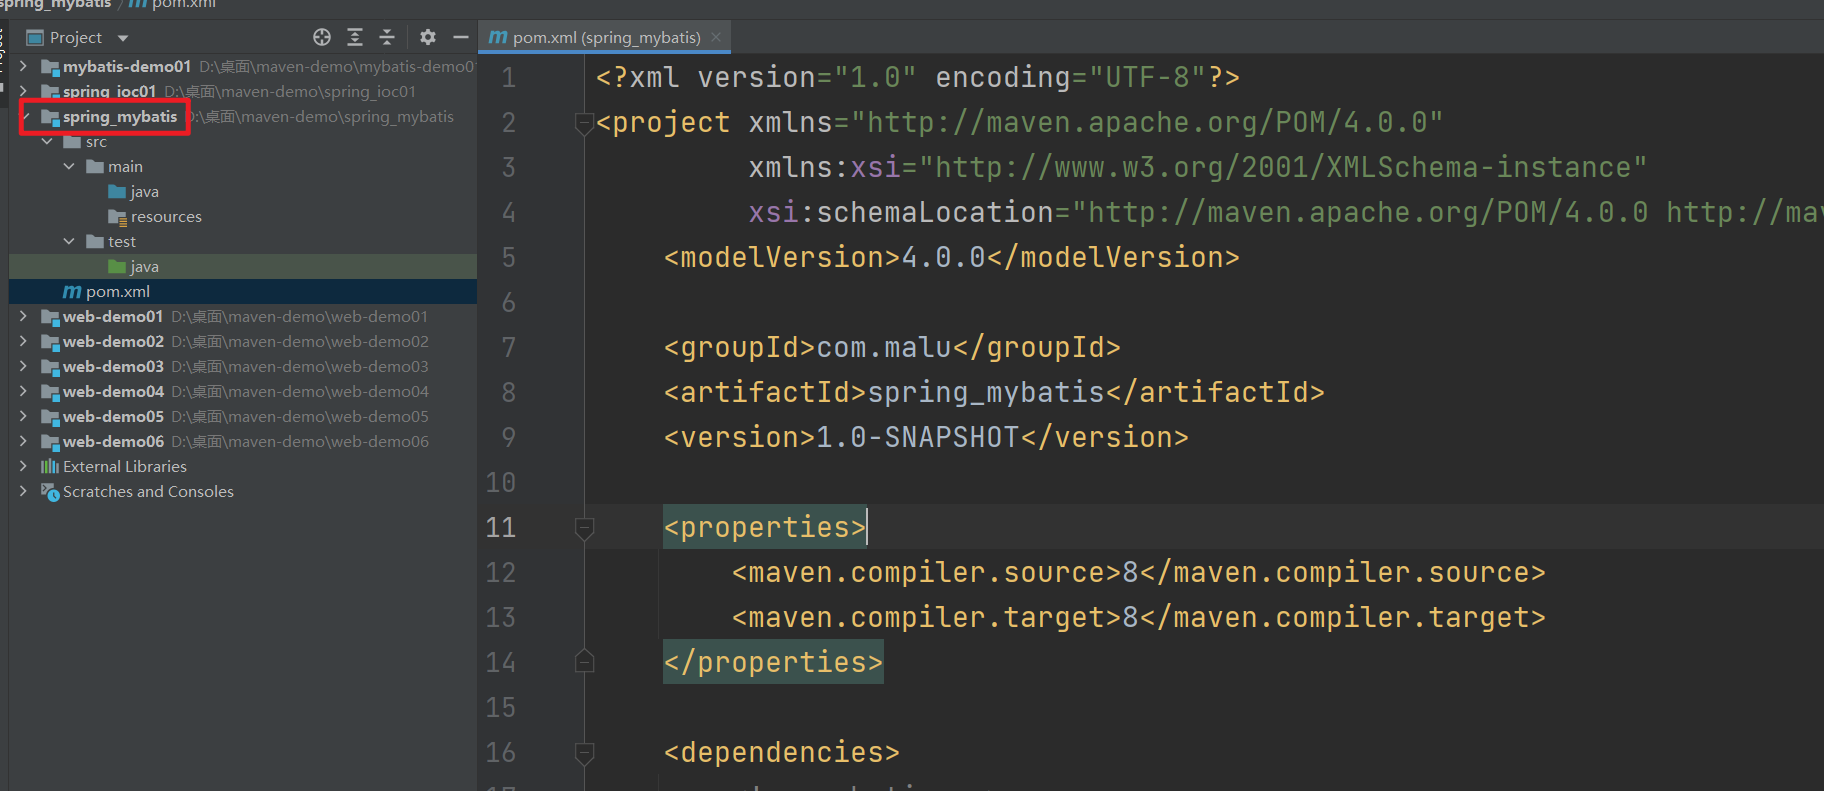 spring_mybatis pom.xml
Project
pom.xml (spring_mybatis)
mybatis-demo01 D:\桌面\maven-demo\mybatis-demo01
spring_ioc01 D:\桌面\maven-demo\spring_ioc01
spring_mybatis D:\桌面\maven-demo\spring_mybatis
src
main
java
resources
test
java
pom.xml
web-demo01 D:\桌面\maven-demo\web-demo01
web-demo02 D:\桌面\maven-demo\web-demo02
web-demo03 D:\桌面\maven-demo\web-demo03
web-demo04 D:\桌面\maven-demo\web-demo04
web-demo05 D:\桌面\maven-demo\web-demo05
web-demo06 D:\桌面\maven-demo\web-demo06
External Libraries
Scratches and Consoles
1 <?xml version="1.0" encoding="UTF-8"?>
2 <project xmlns="http://maven.apache.org/POM/4.0.0"
3 xmlns:xsi="http://www.w3.org/2001/XMLSchema-instance"
4 xsi:schemaLocation="http://maven.apache.org/POM/4.0.0 http://mav
5 <modelVersion>4.0.0</modelVersion>
6
7 <groupId>com.malu</groupId>
8 <artifactId>spring_mybatis</artifactId>
9 <version>1.0-SNAPSHOT</version>
10
11 <properties>
12 <maven.compiler.source>8</maven.compiler.source>
13 <maven.compiler.target>8</maven.compiler.target>
14 </properties>
15
16 <dependencies>